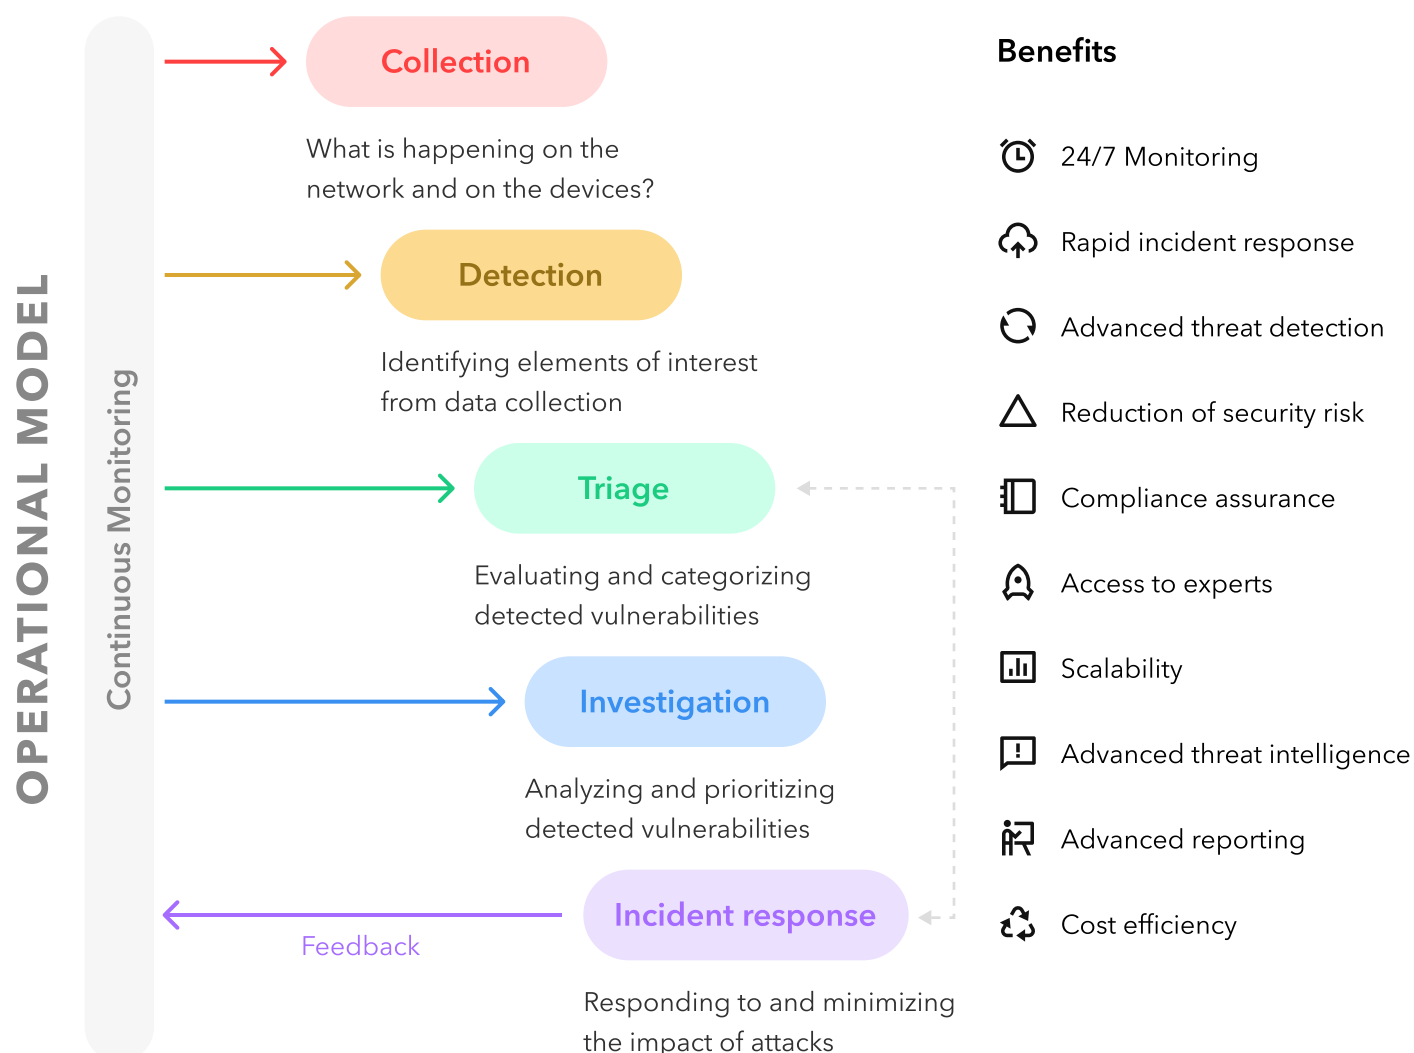 OPERATIONAL MODEL
Continuous Monitoring
Collection
What is happening on the
network and on the devices?
Detection
Identifying elements of interest
from data collection
Triage
Evaluating and categorizing
detected vulnerabilities
Investigation
Analyzing and prioritizing
detected vulnerabilities
Incident response
Feedback
Responding to and minimizing
the impact of attacks
Benefits
24/7 Monitoring
Rapid incident response
Advanced threat detection
Reduction of security risk
Compliance assurance
Access to experts
Scalability
Advanced threat intelligence
Advanced reporting
Cost efficiency